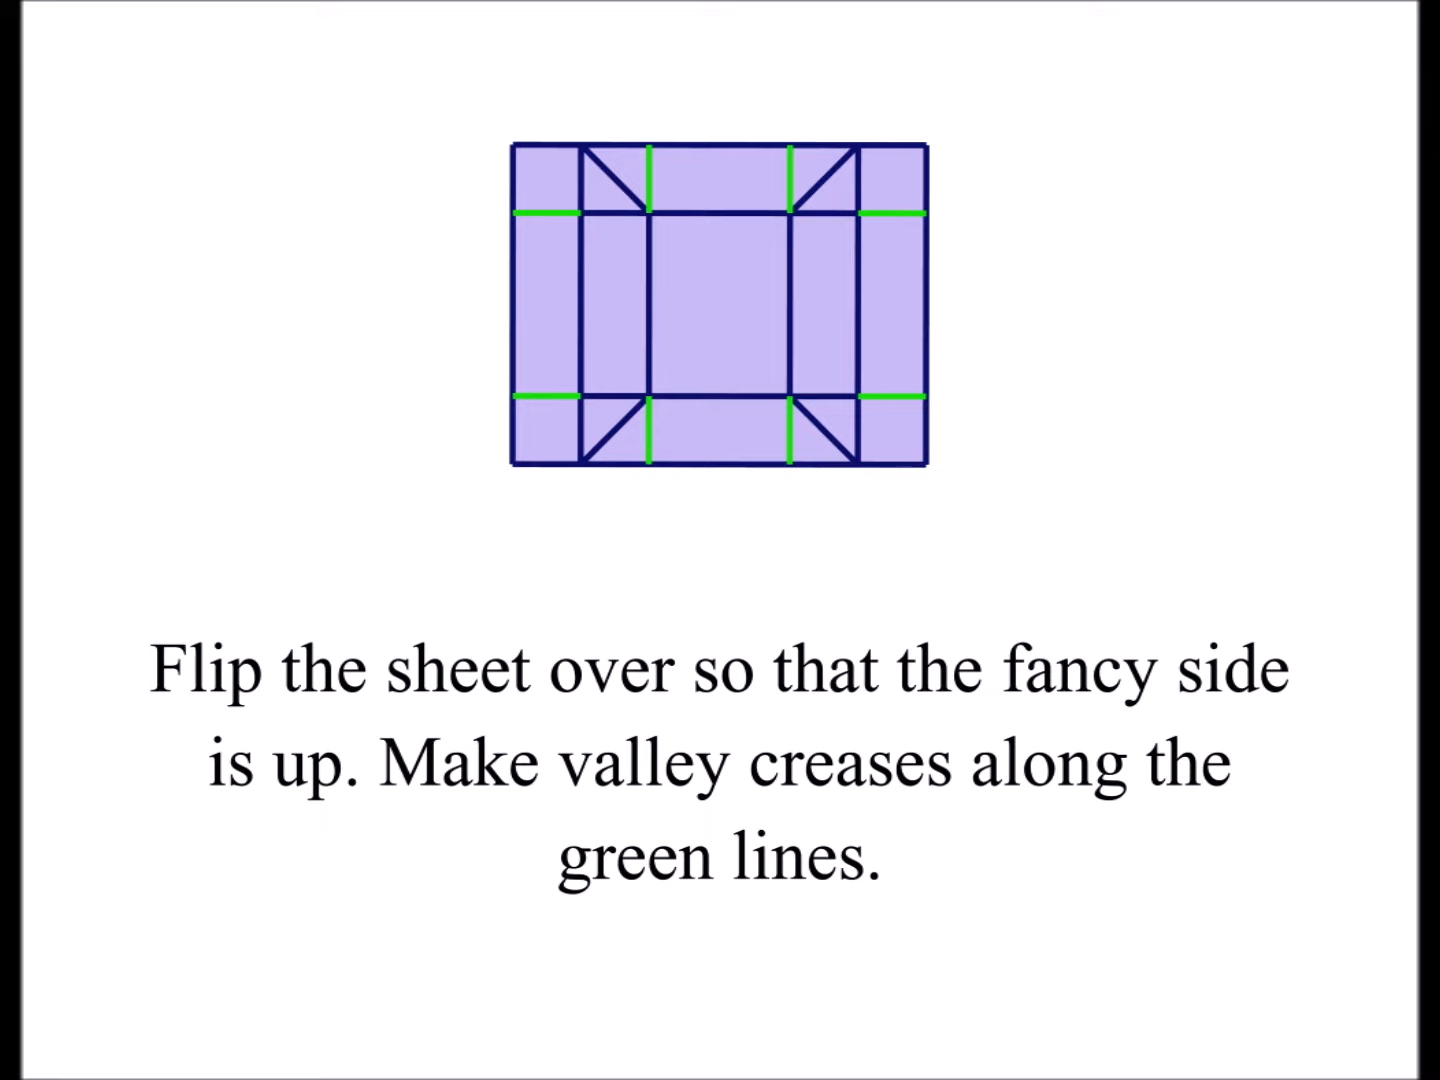 Flip the sheet over so that the fancy side
is up. Make valley creases along the
green lines.